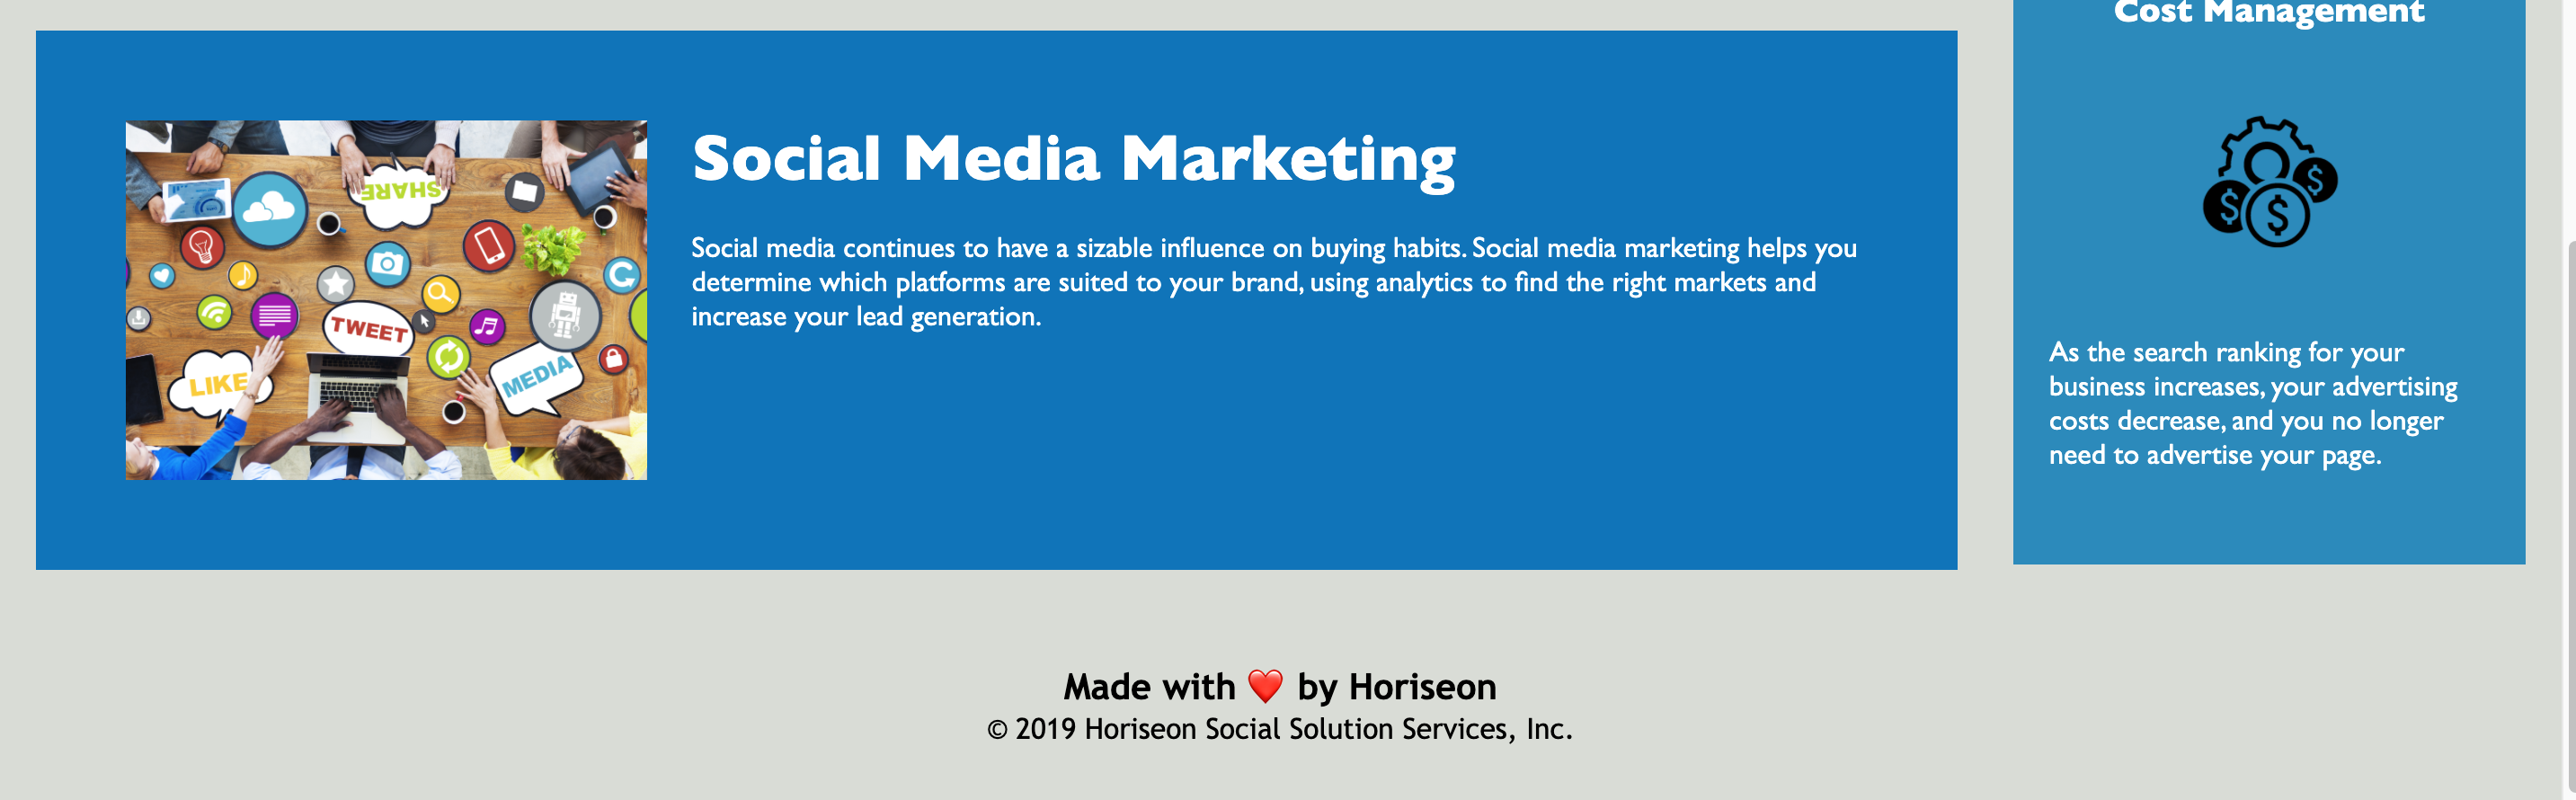 Cost Management
SHARE
TWEET
LIKE
MEDIA
Social Media Marketing
Social media continues to have a sizable influence on buying habits. Social media marketing helps you
determine which platforms are suited to your brand, using analytics to find the right markets and
increase your lead generation.
$ $ $
As the search ranking for your
business increases, your advertising
costs decrease, and you no longer
need to advertise your page.
Made with ❤️ by Horiseon
© 2019 Horiseon Social Solution Services, Inc.